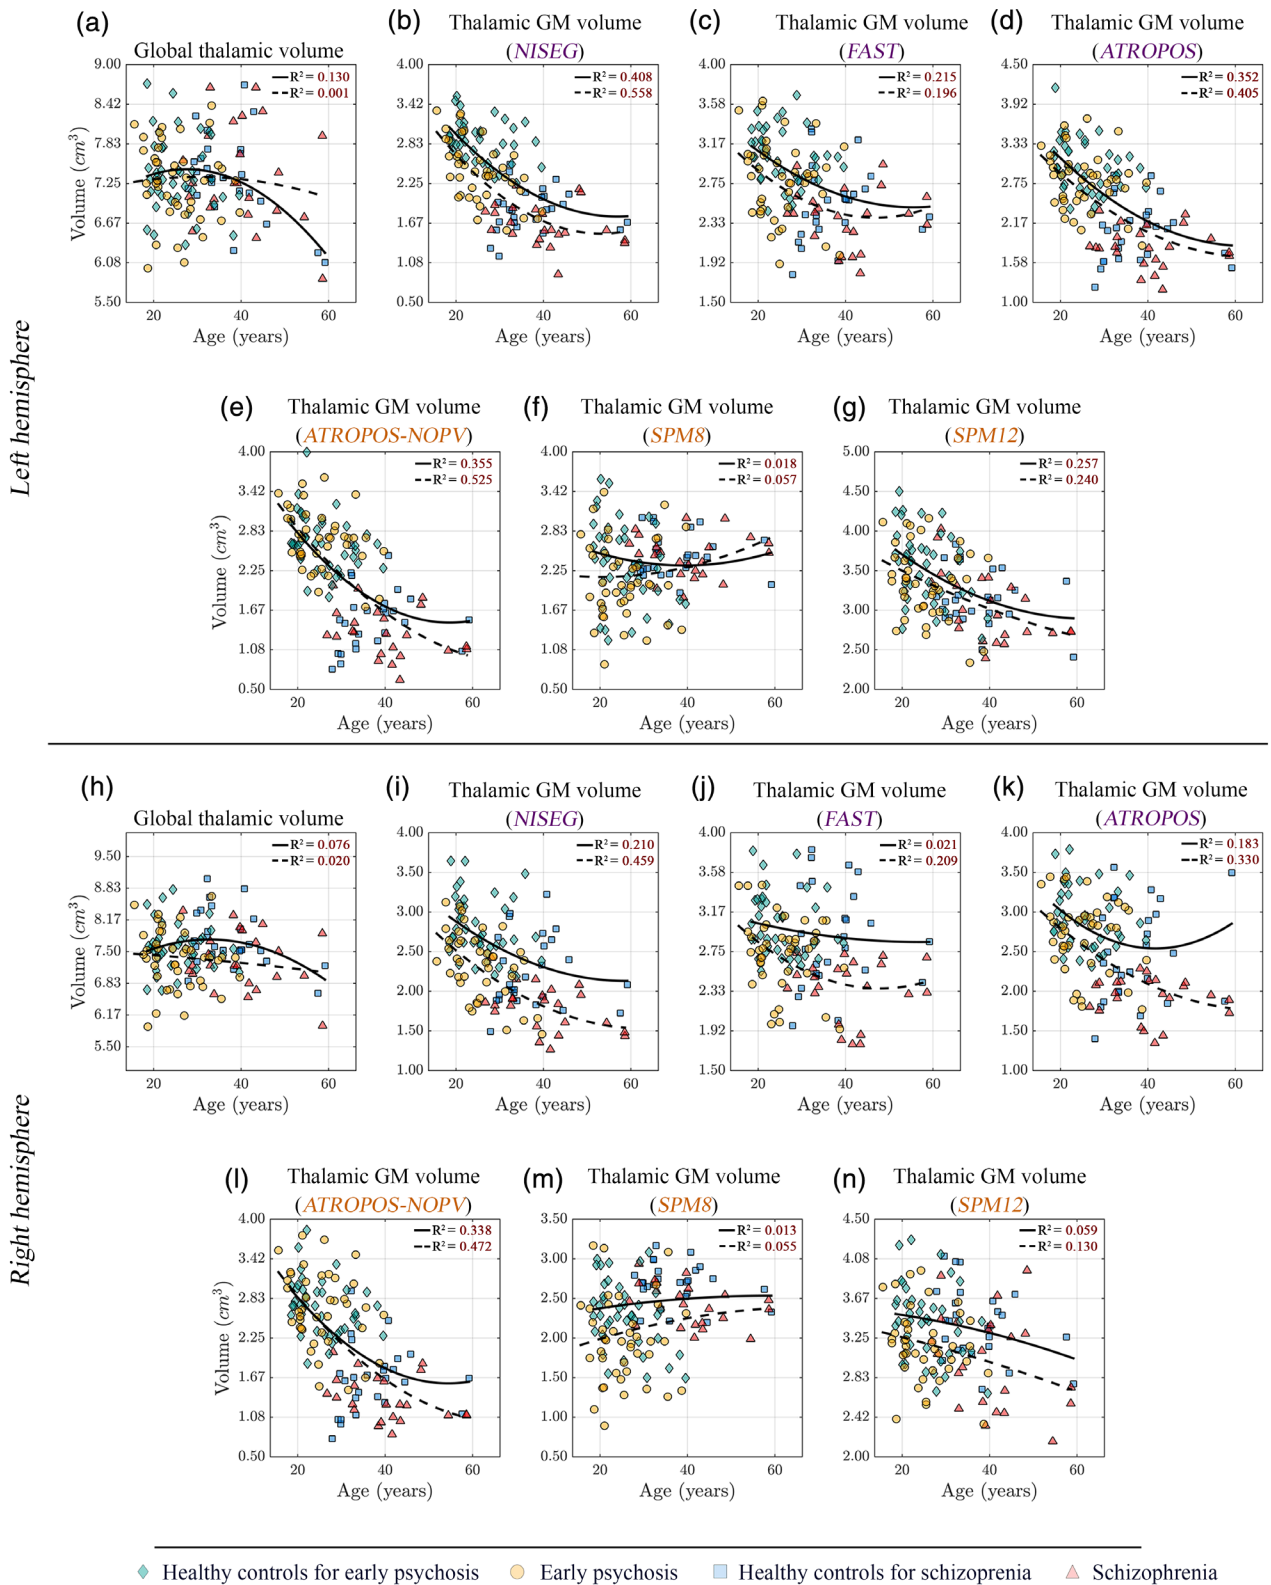 (a)
Global thalamic volume
R² = 0.130
R² = 0.001
9.00
8.42
7.83
7.25
6.67
6.08
5.50
20
40
60
Volume (cm³)
Age (years)
(b)
Thalamic GM volume
(NISEG)
R² = 0.408
R² = 0.558
4.00
3.42
2.83
2.25
1.67
1.08
0.50
20
40
60
Age (years)
(c)
Thalamic GM volume
(FAST)
R² = 0.215
R² = 0.196
4.00
3.58
3.17
2.75
2.33
1.92
1.50
20
40
60
Age (years)
(d)
Thalamic GM volume
(ATROPOS)
R² = 0.352
R² = 0.405
4.50
3.92
3.33
2.75
2.17
1.58
1.00
20
40
60
Age (years)
Left hemisphere
(e)
Thalamic GM volume
(ATROPOS-NOPV)
R² = 0.355
R² = 0.525
4.00
3.42
2.83
2.25
1.67
1.08
0.50
20
40
60
Volume (cm³)
Age (years)
(f)
Thalamic GM volume
(SPM8)
R² = 0.018
R² = 0.057
4.00
3.42
2.83
2.25
1.67
1.08
0.50
20
40
60
Age (years)
(g)
Thalamic GM volume
(SPM12)
R² = 0.257
R² = 0.240
5.00
4.50
4.00
3.50
3.00
2.50
2.00
20
40
60
Age (years)
(h)
Global thalamic volume
R² = 0.076
R² = 0.020
9.50
8.83
8.17
7.50
6.83
6.17
5.50
20
40
60
Volume (cm³)
Age (years)
(i)
Thalamic GM volume
(NISEG)
R² = 0.210
R² = 0.459
4.00
3.50
3.00
2.50
2.00
1.50
1.00
20
40
60
Age (years)
(j)
Thalamic GM volume
(FAST)
R² = 0.021
R² = 0.209
4.00
3.58
3.17
2.75
2.33
1.92
1.50
20
40
60
Age (years)
(k)
Thalamic GM volume
(ATROPOS)
R² = 0.183
R² = 0.330
4.00
3.50
3.00
2.50
2.00
1.50
1.00
20
40
60
Age (years)
Right hemisphere
(l)
Thalamic GM volume
(ATROPOS-NOPV)
R² = 0.338
R² = 0.472
4.00
3.42
2.83
2.25
1.67
1.08
0.50
20
40
60
Volume (cm³)
Age (years)
(m)
Thalamic GM volume
(SPM8)
R² = 0.013
R² = 0.055
3.50
3.00
2.50
2.00
1.50
1.00
0.50
20
40
60
Age (years)
(n)
Thalamic GM volume
(SPM12)
R² = 0.059
R² = 0.130
4.50
4.08
3.67
3.25
2.83
2.42
2.00
20
40
60
Age (years)
Healthy controls for early psychosis
Early psychosis
Healthy controls for schizoprenia
Schizophrenia